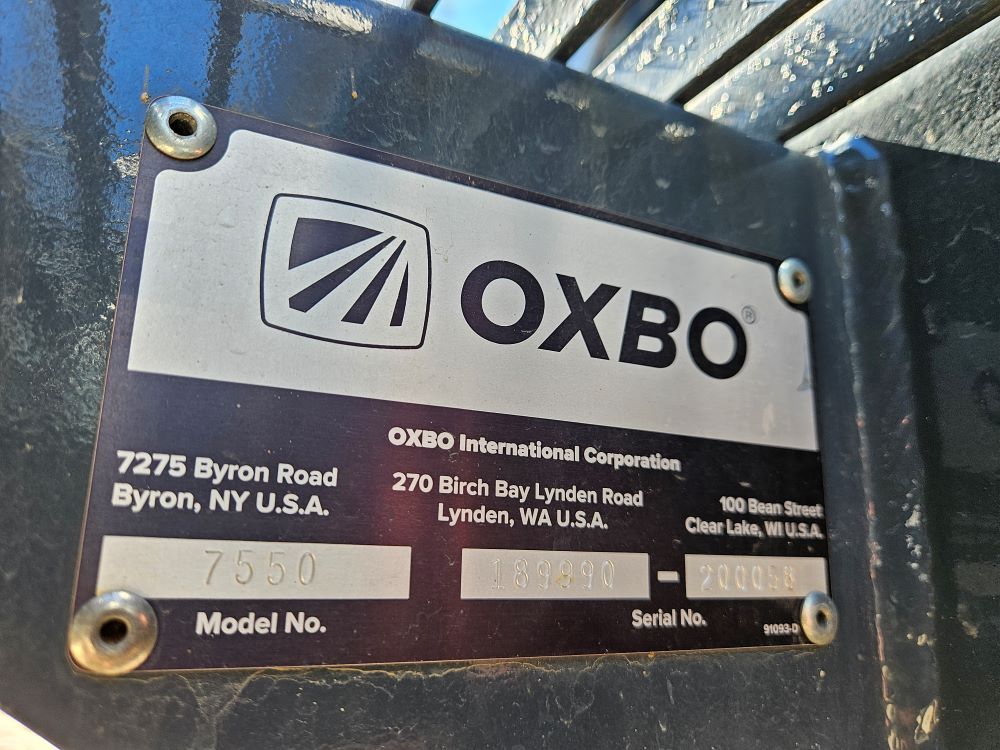 OXBO®
OXBO International Corporation
7275 Byron Road
Byron, NY U.S.A.
270 Birch Bay Lynden Road
Lynden, WA U.S.A.
100 Bean Street
Clear Lake, WI U.S.A.
7550
189890 - 200058
Model No.
Serial No.
91093-D